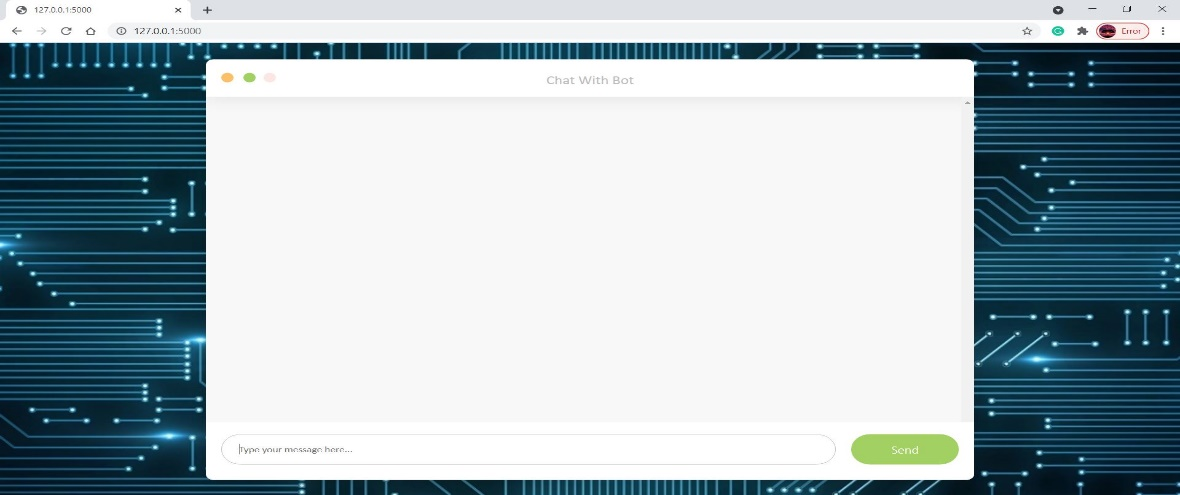 127.0.0.1:5000
127.0.0.1:5000
Error
Chat With Bot
Type your message here...
Send